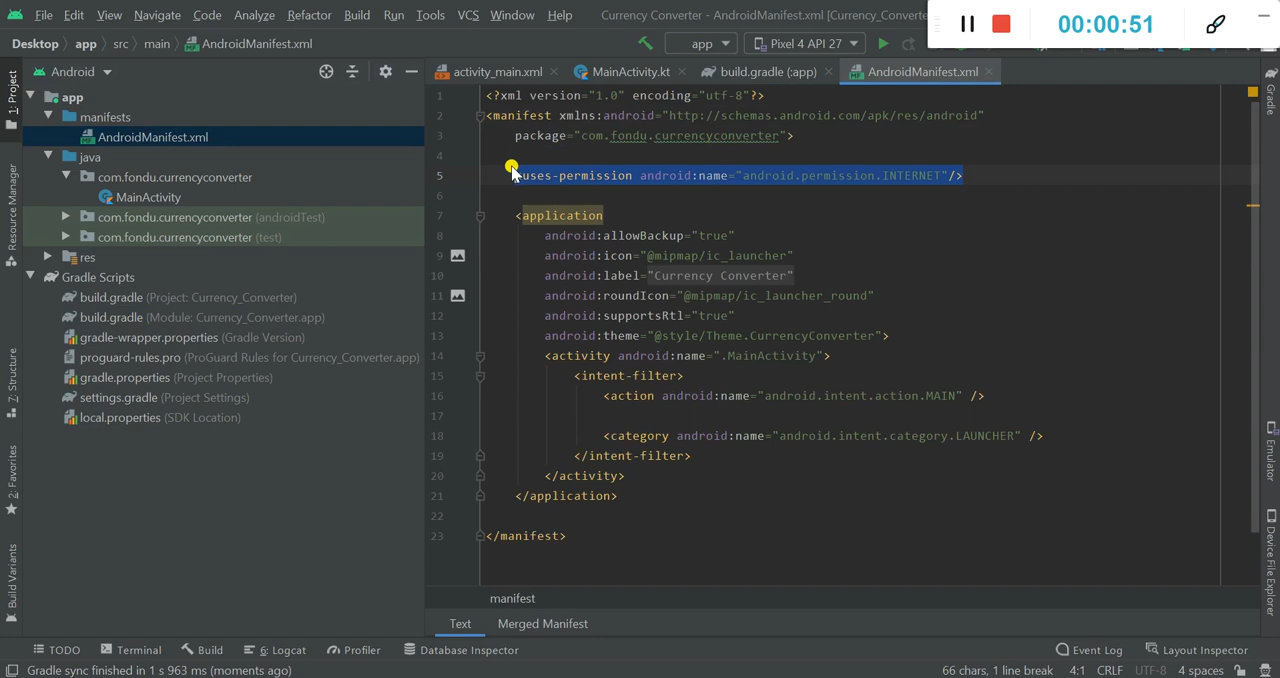 File Edit View Navigate Code Analyze Refactor Build Run Tools VCS Window Help Currency Converter - AndroidManifest.xml [Currency_Converte
00:00:51
Desktop app src main AndroidManifest.xml app Pixel 4 API 27
Android
activity_main.xml MainActivity.kt build.gradle (:app) AndroidManifest.xml
1: Project
Resource Manager
7: Structure
2: Favorites
Build Variants
app
manifests
AndroidManifest.xml
java
com.fondu.currencyconverter
MainActivity
com.fondu.currencyconverter (androidTest)
com.fondu.currencyconverter (test)
res
Gradle Scripts
build.gradle (Project: Currency_Converter)
build.gradle (Module: Currency_Converter.app)
gradle-wrapper.properties (Gradle Version)
proguard-rules.pro (ProGuard Rules for Currency_Converter.app)
gradle.properties (Project Properties)
settings.gradle (Project Settings)
local.properties (SDK Location)
1 <?xml version="1.0" encoding="utf-8"?>
2 <manifest xmlns:android="http://schemas.android.com/apk/res/android"
3 package="com.fondu.currencyconverter">
4
5 <uses-permission android:name="android.permission.INTERNET"/>
6
7 <application
8 android:allowBackup="true"
9 android:icon="@mipmap/ic_launcher"
10 android:label="Currency Converter"
11 android:roundIcon="@mipmap/ic_launcher_round"
12 android:supportsRtl="true"
13 android:theme="@style/Theme.CurrencyConverter">
14 <activity android:name=".MainActivity">
15 <intent-filter>
16 <action android:name="android.intent.action.MAIN" />
17
18 <category android:name="android.intent.category.LAUNCHER" />
19 </intent-filter>
20 </activity>
21 </application>
22
23 </manifest>
manifest
Text Merged Manifest
Gradle
Emulator
Device File Explorer
TODO Terminal Build 6: Logcat Profiler Database Inspector Event Log Layout Inspector
Gradle sync finished in 1 s 963 ms (moments ago) 66 chars, 1 line break 4:1 CRLF UTF-8 4 spaces